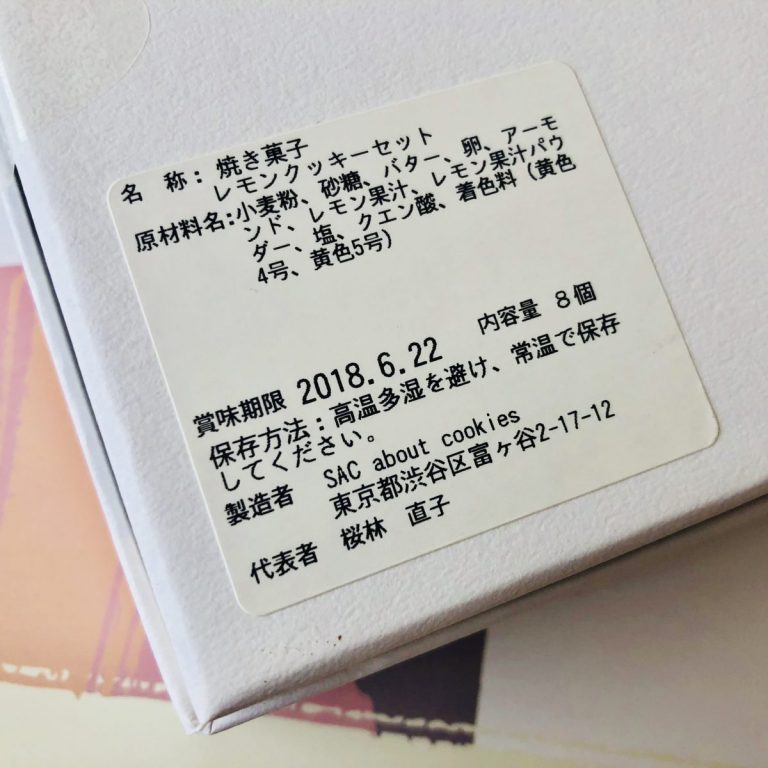 名　称：焼き菓子
レモンクッキーセット
原材料名:小麦粉、砂糖、バター、卵、アーモ
ンド、レモン果汁、レモン果汁パウ
ダー、塩、クエン酸、着色料（黄色
4号、黄色5号）
内容量　８個
賞味期限 2018.6.22
保存方法：高温多湿を避け、常温で保存
してください。
製造者　SAC about cookies
東京都渋谷区富ヶ谷2-17-12
代表者　桜林　直子